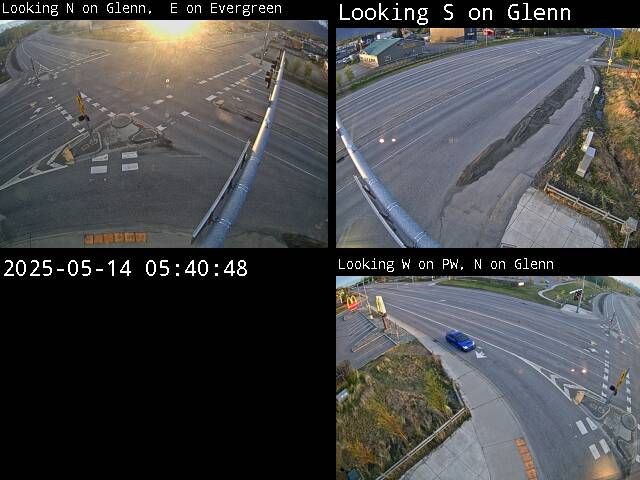 Looking N on Glenn,  E on Evergreen
Looking S on Glenn
2025-05-14 05:40:48
Looking W on PW, N on Glenn